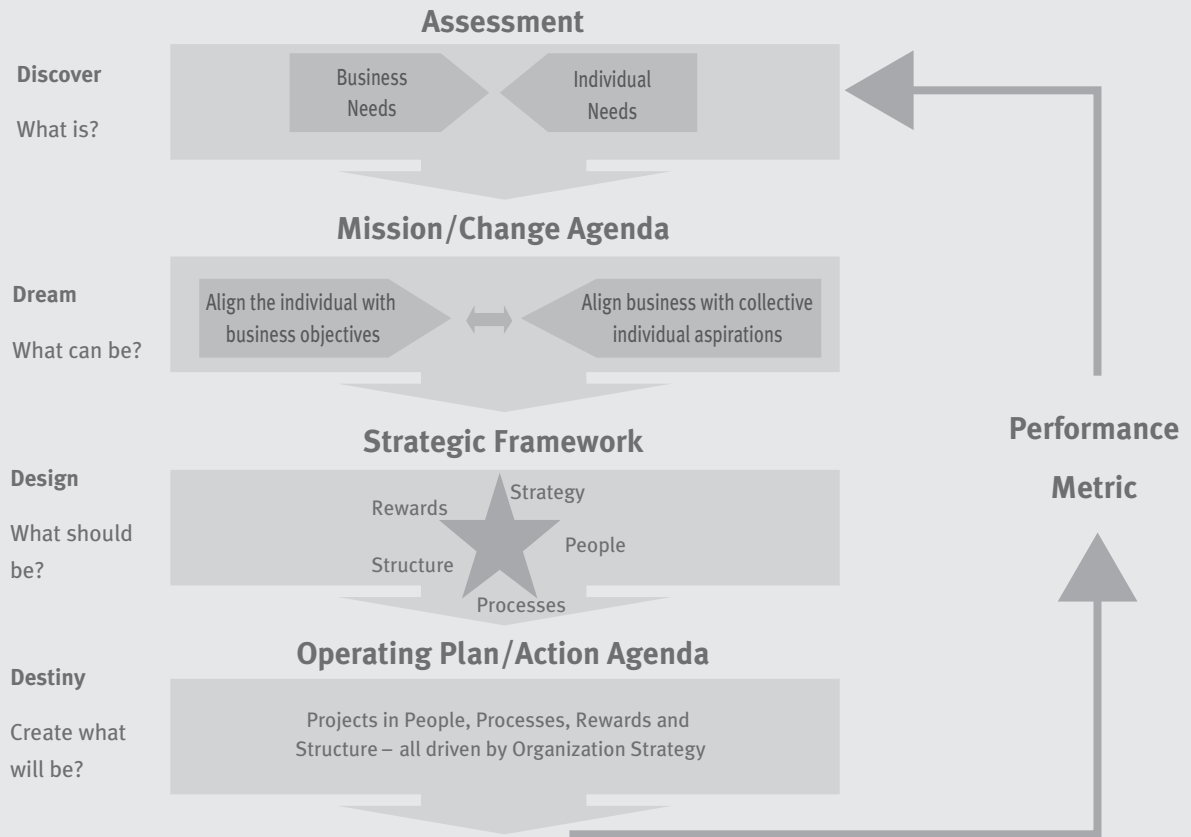 Assessment
Discover
What is?
Business
Needs
Individual
Needs
Mission/Change Agenda
Dream
What can be?
Align the individual with
business objectives
Align business with collective
individual aspirations
Strategic Framework
Design
What should
be?
Strategy
Rewards
People
Structure
Processes
Performance
Metric
Operating Plan/Action Agenda
Destiny
Create what
will be?
Projects in People, Processes, Rewards and
Structure – all driven by Organization Strategy